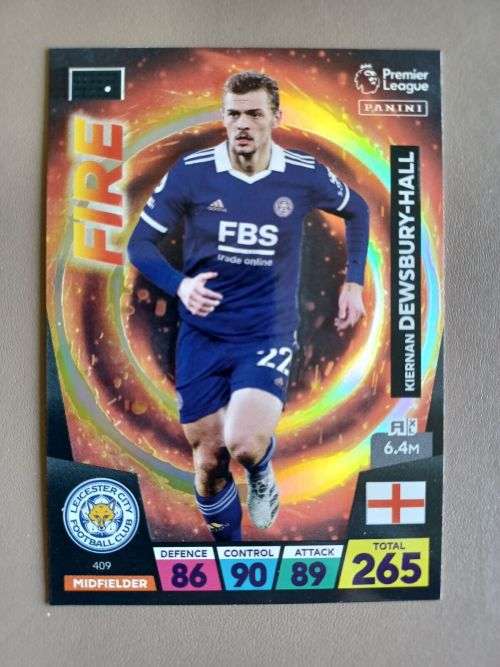 Premier
League
PANINI
FIRE
KIERNAN DEWSBURY-HALL
FBS
trade online
22
6.4M
LEICESTER CITY
FOOTBALL CLUB
409
MIDFIELDER
DEFENCE
86
CONTROL
90
ATTACK
89
TOTAL
265